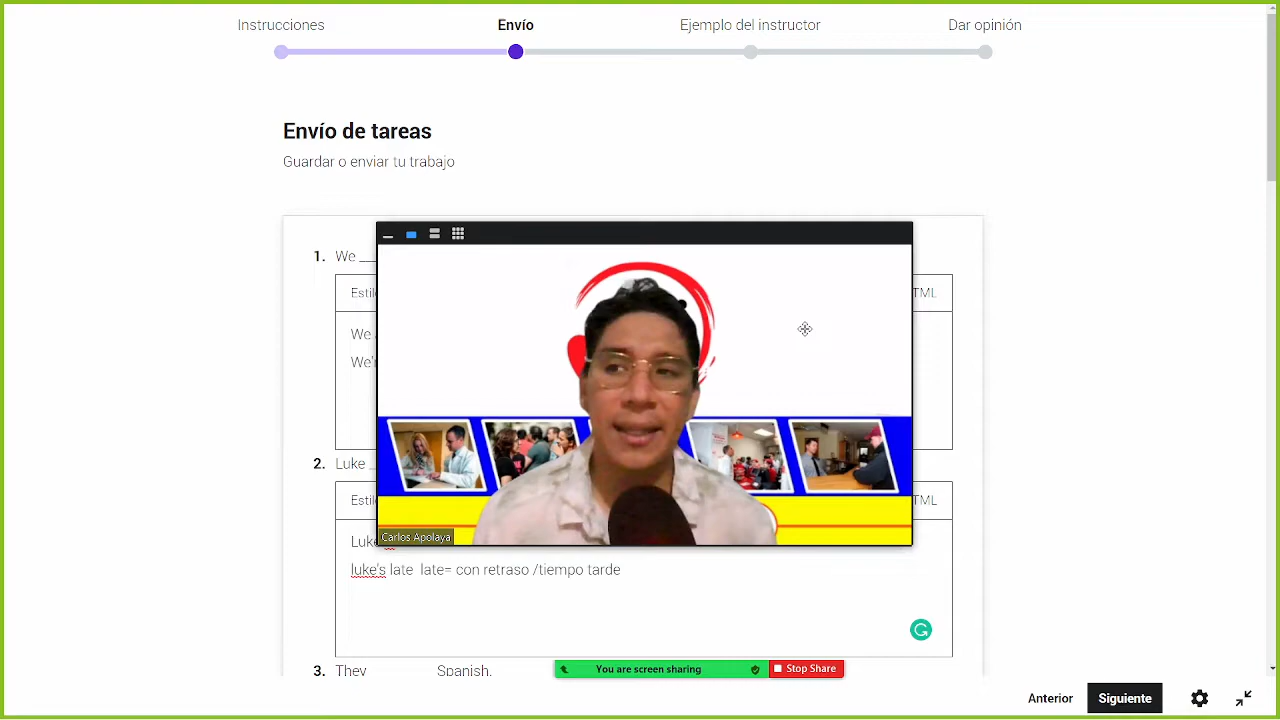 Instrucciones
Envío
Ejemplo del instructor
Dar opinión
Envío de tareas
Guardar o enviar tu trabajo
1. We __
TML
We
We'r
2. Luke
TML
Luke
Carlos Apolaya
luke's late late= con retraso /tiempo tarde
3. They Spanish.
You are screen sharing
Stop Share
Anterior
Siguiente